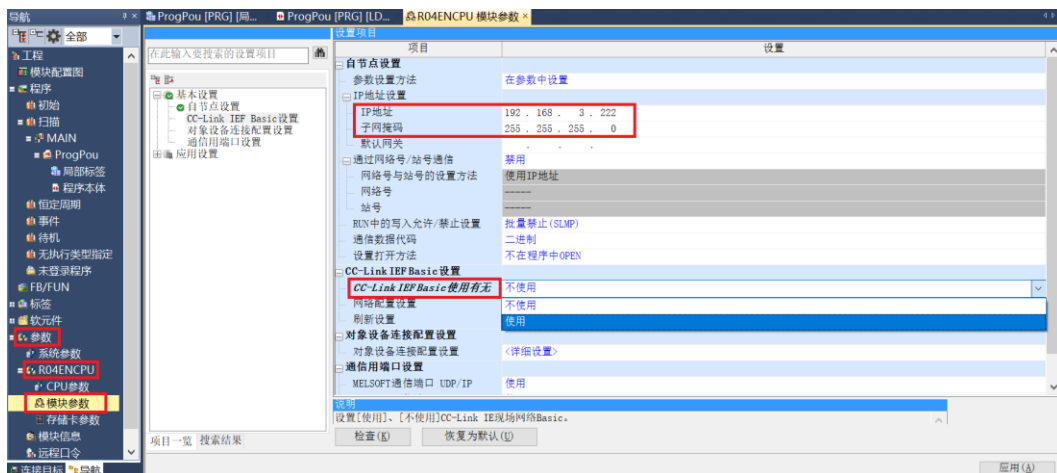 导航
ProgPou [PRG] [局...
ProgPou [PRG] [LD...
R04ENCPU 模块参数
全部
工程
模块配置图
程序
初始
扫描
MAIN
ProgPou
局部标签
程序本体
恒定周期
事件
待机
无执行类型指定
未登录程序
FB/FUN
标签
软元件
参数
系统参数
R04ENCPU
CPU参数
模块参数
存储卡参数
模块信息
远程口令
连接目标
导航
在此输入要搜索的设置项目
基本设置
自节点设置
CC-Link IEF Basic设置
对象设备连接配置设置
通信用端口设置
应用设置
项目一览 搜索结果
设置项目
项目 设置
自节点设置
参数设置方法 在参数中设置
IP地址设置
IP地址 192 . 168 . 3 . 222
子网掩码 255 . 255 . 255 . 0
默认网关 . . .
通过网络号/站号通信 禁用
网络号与站号的设置方法 使用IP地址
网络号 -----
站号 -----
RUN中的写入允许/禁止设置 批量禁止(SLMP)
通信数据代码 二进制
设置打开方法 不在程序中OPEN
CC-Link IEF Basic设置
CC-Link IEF Basic使用有无 不使用
网络配置设置 不使用
刷新设置 使用
对象设备连接配置设置
对象设备连接配置设置 <详细设置>
通信用端口设置
MELSOFT通信端口 UDP/IP 使用
说明
设置[使用]、[不使用]CC-Link IE现场网络Basic。
检查(K) 恢复为默认(U)
应用(A)